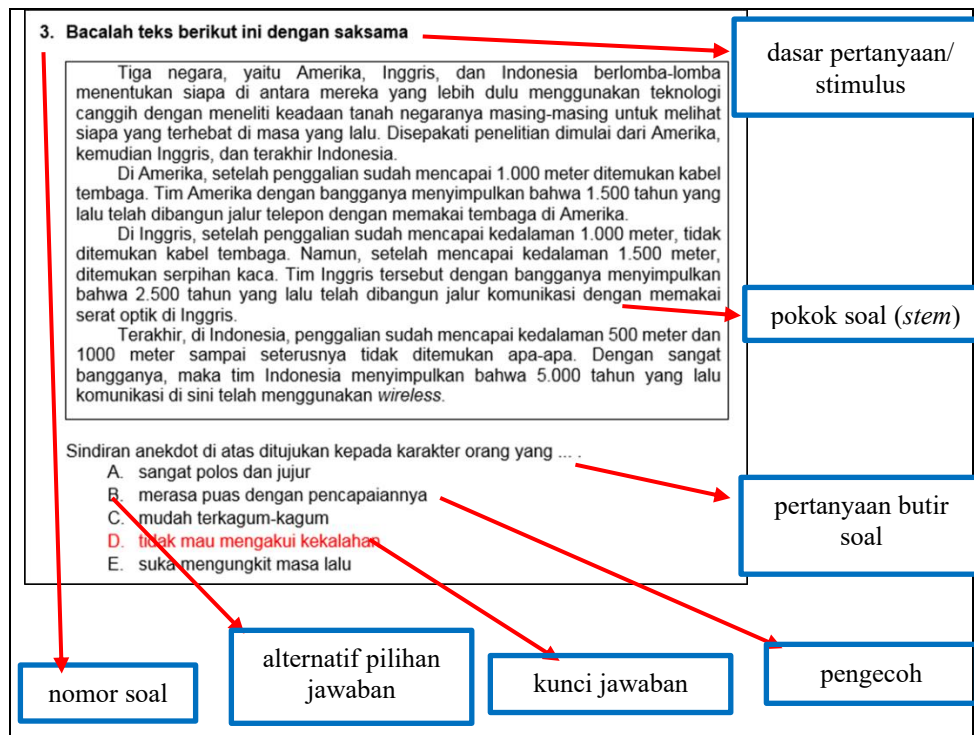 3. Bacalah teks berikut ini dengan saksama
dasar pertanyaan/
stimulus
Tiga negara, yaitu Amerika, Inggris, dan Indonesia berlomba-lomba
menentukan siapa di antara mereka yang lebih dulu menggunakan teknologi
canggih dengan meneliti keadaan tanah negaranya masing-masing untuk melihat
siapa yang terhebat di masa yang lalu. Disepakati penelitian dimulai dari Amerika,
kemudian Inggris, dan terakhir Indonesia.
Di Amerika, setelah penggalian sudah mencapai 1.000 meter ditemukan kabel
tembaga. Tim Amerika dengan bangganya menyimpulkan bahwa 1.500 tahun yang
lalu telah dibangun jalur telepon dengan memakai tembaga di Amerika.
Di Inggris, setelah penggalian sudah mencapai kedalaman 1.000 meter, tidak
ditemukan kabel tembaga. Namun, setelah mencapai kedalaman 1.500 meter,
ditemukan serpihan kaca. Tim Inggris tersebut dengan bangganya menyimpulkan
bahwa 2.500 tahun yang lalu telah dibangun jalur komunikasi dengan memakai
serat optik di Inggris.
Terakhir, di Indonesia, penggalian sudah mencapai kedalaman 500 meter dan
1000 meter sampai seterusnya tidak ditemukan apa-apa. Dengan sangat
bangganya, maka tim Indonesia menyimpulkan bahwa 5.000 tahun yang lalu
komunikasi di sini telah menggunakan wireless.
pokok soal (stem)
Sindiran anekdot di atas ditujukan kepada karakter orang yang ... .
A. sangat polos dan jujur
B. merasa puas dengan pencapaiannya
C. mudah terkagum-kagum
D. tidak mau mengakui kekalahan
E. suka mengungkit masa lalu
pertanyaan butir
soal
nomor soal
alternatif pilihan
jawaban
kunci jawaban
pengecoh